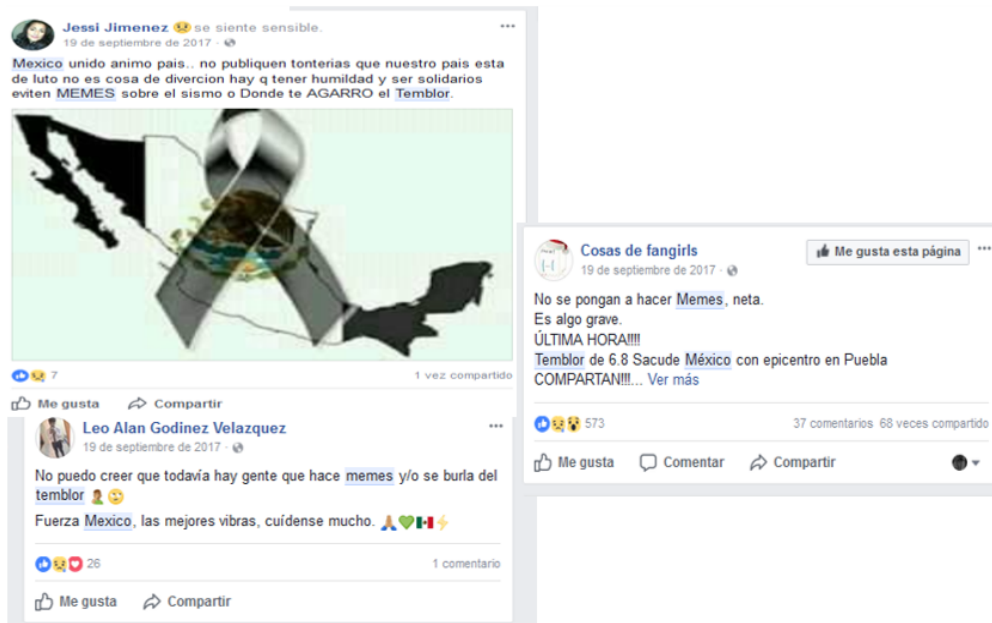 Jessi Jimenez 😢 se siente sensible.
19 de septiembre de 2017
Mexico unido animo pais.. no publiquen tonterias que nuestro pais esta
de luto no es cosa de divercion hay q tener humildad y ser solidarios
eviten MEMES sobre el sismo o Donde te AGARRO el Temblor.
7
1 vez compartido
Me gusta Compartir
Leo Alan Godinez Velazquez
19 de septiembre de 2017
No puedo creer que todavía hay gente que hace memes y/o se burla del
temblor 🤦🏽 🙄
Fuerza Mexico, las mejores vibras, cuídense mucho. 🙏🏽💚🇲🇽⚡
26
1 comentario
Me gusta Compartir
Cosas de fangirls
Me gusta esta página
19 de septiembre de 2017
No se pongan a hacer Memes, neta.
Es algo grave.
ÚLTIMA HORA!!!!
Temblor de 6.8 Sacude México con epicentro en Puebla
COMPARTAN!!!... Ver más
573
37 comentarios 68 veces compartido
Me gusta Comentar Compartir